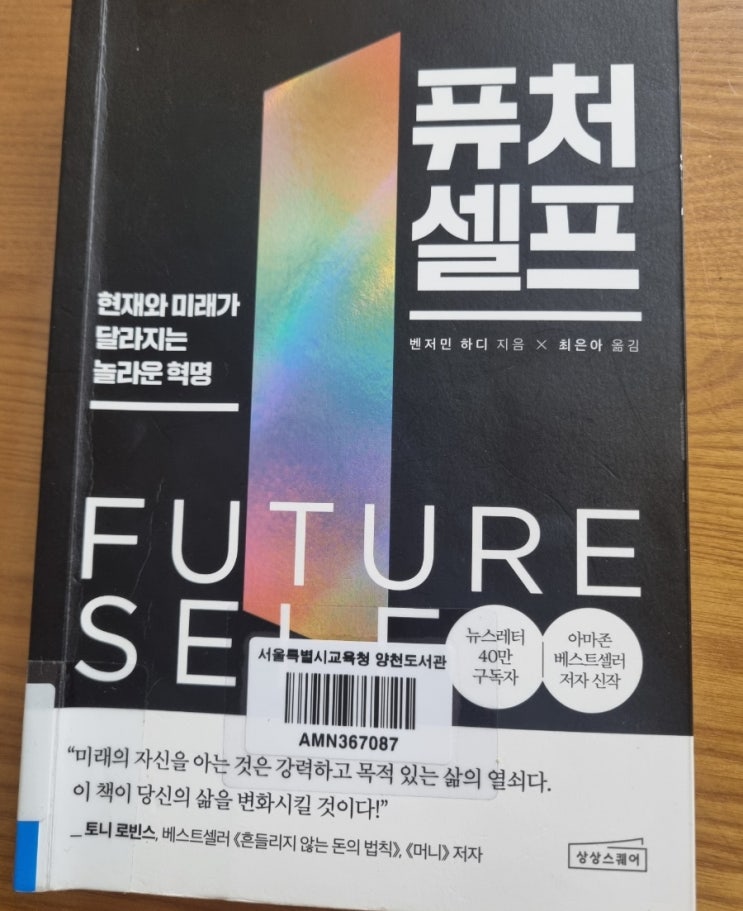 퓨처
셀프
벤저민 하디 지음 × 최은아 옮김
현재와 미래가
달라지는
놀라운 혁명
FUTURE
SELF
뉴스레터
40만
구독자
아마존
베스트셀러
저자 신작
서울특별시교육청 양천도서관
AMN367087
“미래의 자신을 아는 것은 강력하고 목적 있는 삶의 열쇠다.
이 책이 당신의 삶을 변화시킬 것이다!”
_ 토니 로빈스, 베스트셀러 《흔들리지 않는 돈의 법칙》, 《머니》 저자
상상스퀘어